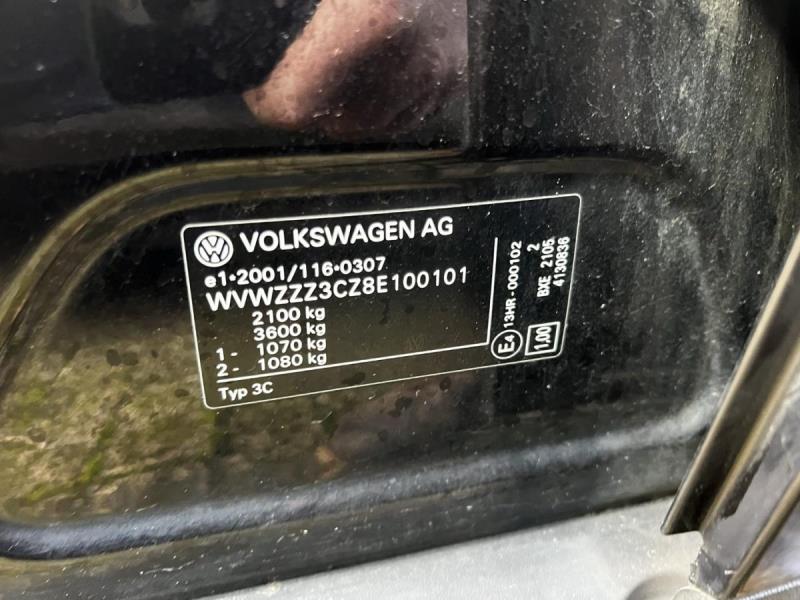 VOLKSWAGEN AG
e1*2001/116*0307
WVWZZZ3CZ8E100101
2100 kg
3600 kg
1 - 1070 kg
2 - 1080 kg
Typ 3C
E4 13HR - 000102
1.00
2
BXE 2105
4130836